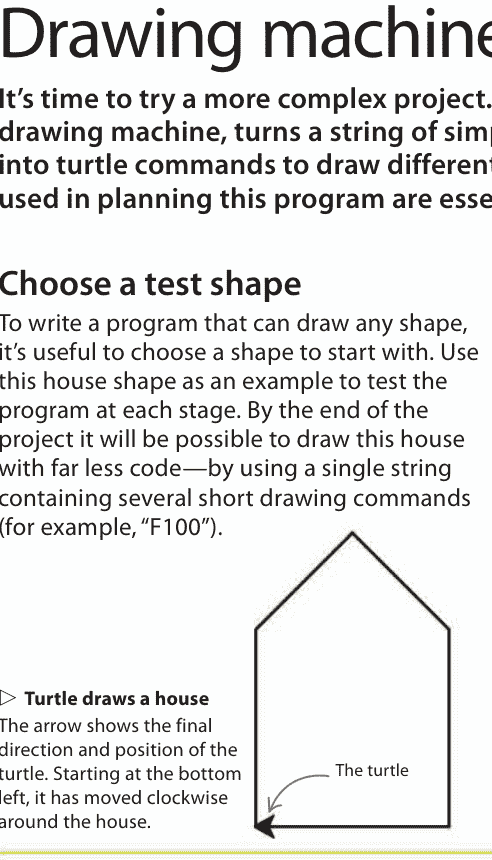 Drawing machine
It's time to try a more complex project.
drawing machine, turns a string of simp
into turtle commands to draw different
used in planning this program are esse
Choose a test shape
To write a program that can draw any shape,
it's useful to choose a shape to start with. Use
this house shape as an example to test the
program at each stage. By the end of the
project it will be possible to draw this house
with far less code—by using a single string
containing several short drawing commands
(for example, “F100”).
▷ Turtle draws a house
The arrow shows the final
direction and position of the
turtle. Starting at the bottom
left, it has moved clockwise
around the house.
The turtle